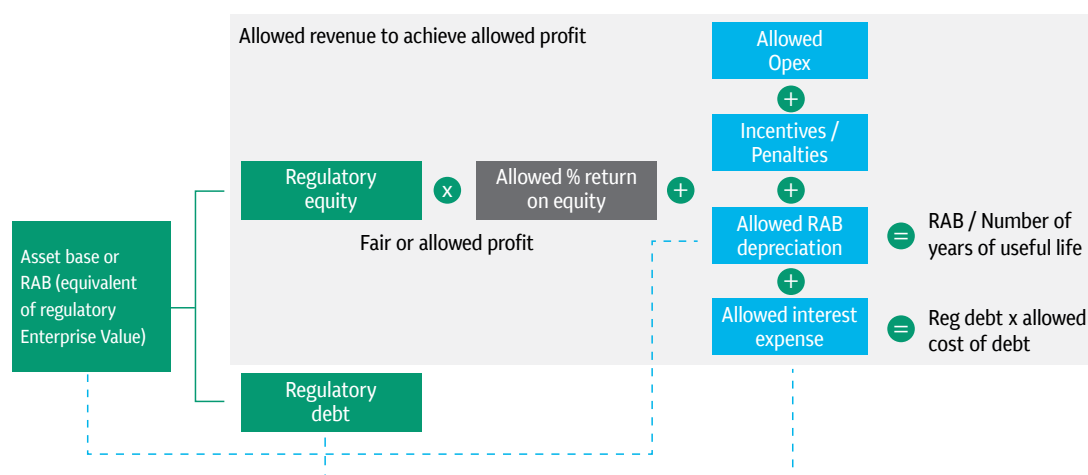 Allowed revenue to achieve allowed profit
Allowed
Opex
+
Incentives /
Penalties
+
Regulatory
equity
x
Allowed % return
on equity
+
Fair or allowed profit
Allowed RAB
depreciation
=
RAB / Number of
years of useful life
+
Allowed interest
expense
=
Reg debt x allowed
cost of debt
Asset base or
RAB (equivalent
of regulatory
Enterprise Value)
Regulatory
debt